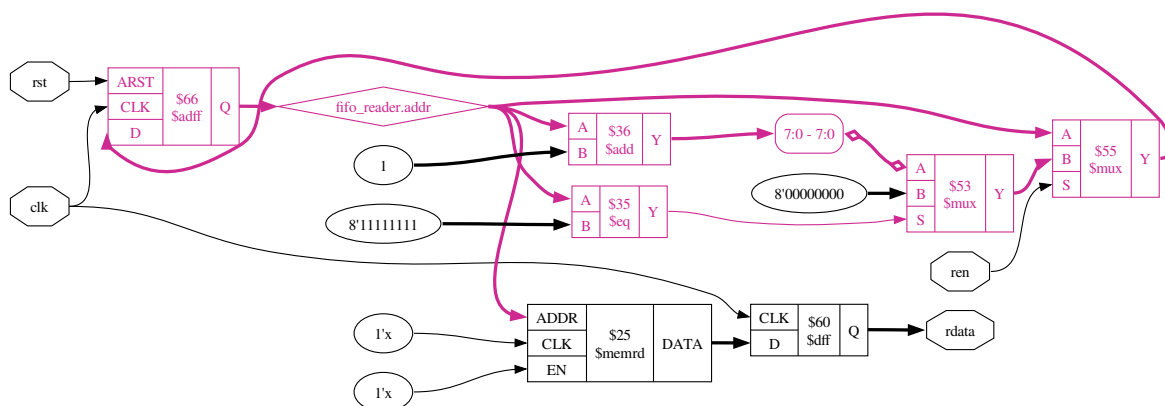 rst
clk
ARST
CLK
D
$66
$adff
Q
fifo_reader.addr
1
8'11111111
A
B
$36
$add
Y
A
B
$35
$eq
Y
7:0 - 7:0
8'00000000
A
B
S
$53
$mux
Y
ren
A
B
S
$55
$mux
Y
1'x
1'x
ADDR
CLK
EN
$25
$memrd
DATA
CLK
D
$60
$dff
Q
rdata